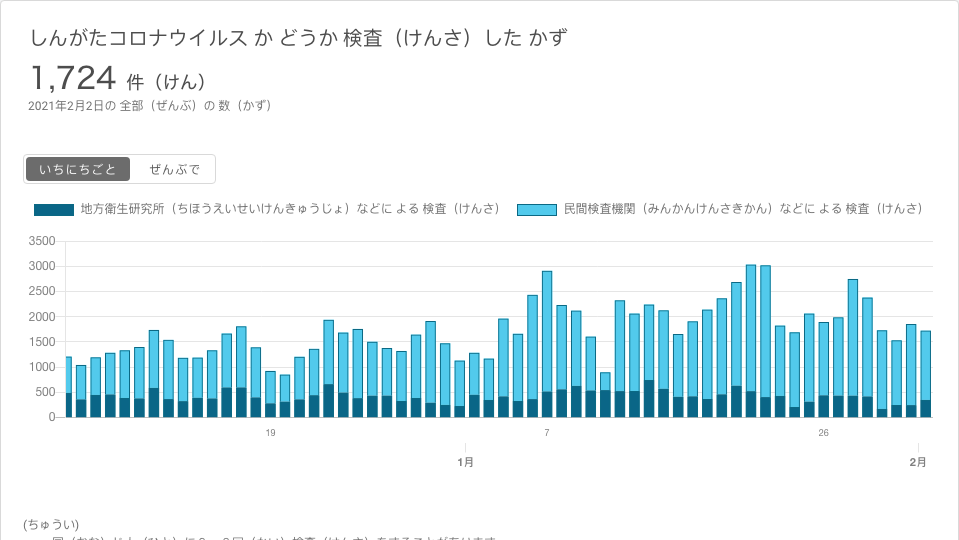 しんがたコロナウイルス か どうか 検査（けんさ）した かず
1,724 件（けん）
2021年2月2日の 全部（ぜんぶ）の 数（かず）
いちにちごと ぜんぶで
地方衛生研究所（ちほうえいせいけんきゅうじょ）などに よる 検査（けんさ） 民間検査機関（みんかんけんさきかん）などに よる 検査（けんさ）
3500
3000
2500
2000
1500
1000
500
0
19 7 26
1月 2月
(ちゅうい)